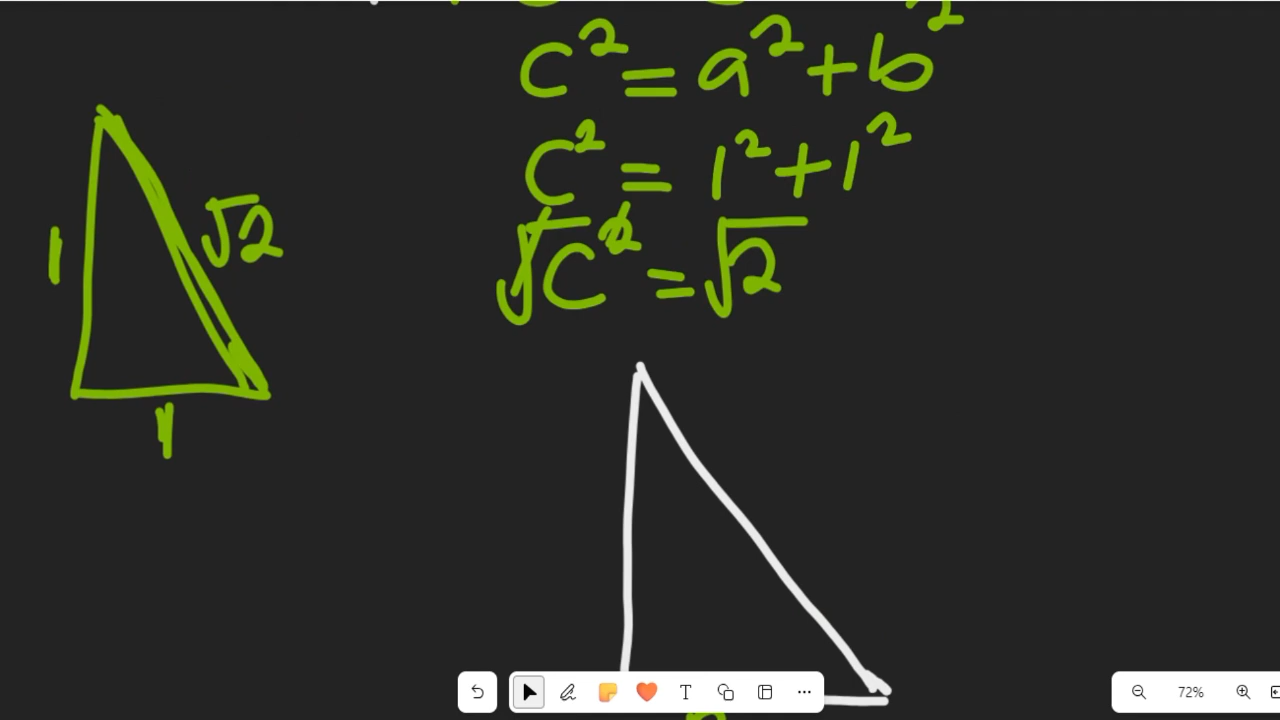 C² = a² + b²
C² = 1² + 1²
√C² = √2
1
√2
1
T
72%